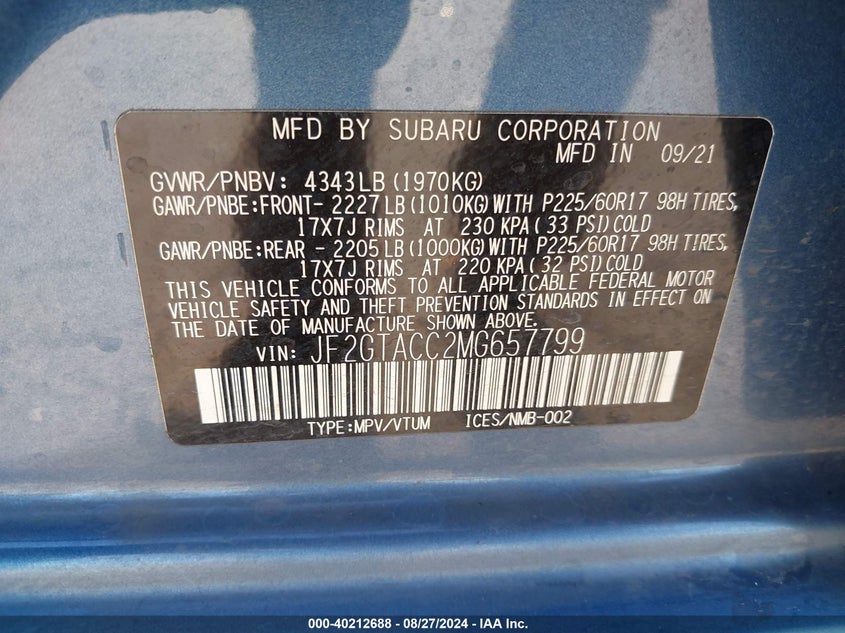 MFD BY SUBARU CORPORATION
MFD IN 09/21
GVWR/PNBV: 4343LB (1970KG)
GAWR/PNBE:FRONT- 2227LB (1010KG) WITH P225/60R17 98H TIRES,
17X7J RIMS AT 230 KPA ( 33 PSI) COLD
GAWR/PNBE:REAR - 2205LB (1000KG) WITH P225/60R17 98H TIRES,
17X7J RIMS AT 220 KPA ( 32 PSI) COLD
THIS VEHICLE CONFORMS TO ALL APPLICABLE FEDERAL MOTOR
VEHICLE SAFETY AND THEFT PREVENTION STANDARDS IN EFFECT ON
THE DATE OF MANUFACTURE SHOWN ABOVE.
VIN: JF2GTACC2MG657799
TYPE:MPV/VTUM ICES/NMB-002
000-40212688 - 08/27/2024 - IAA Inc.